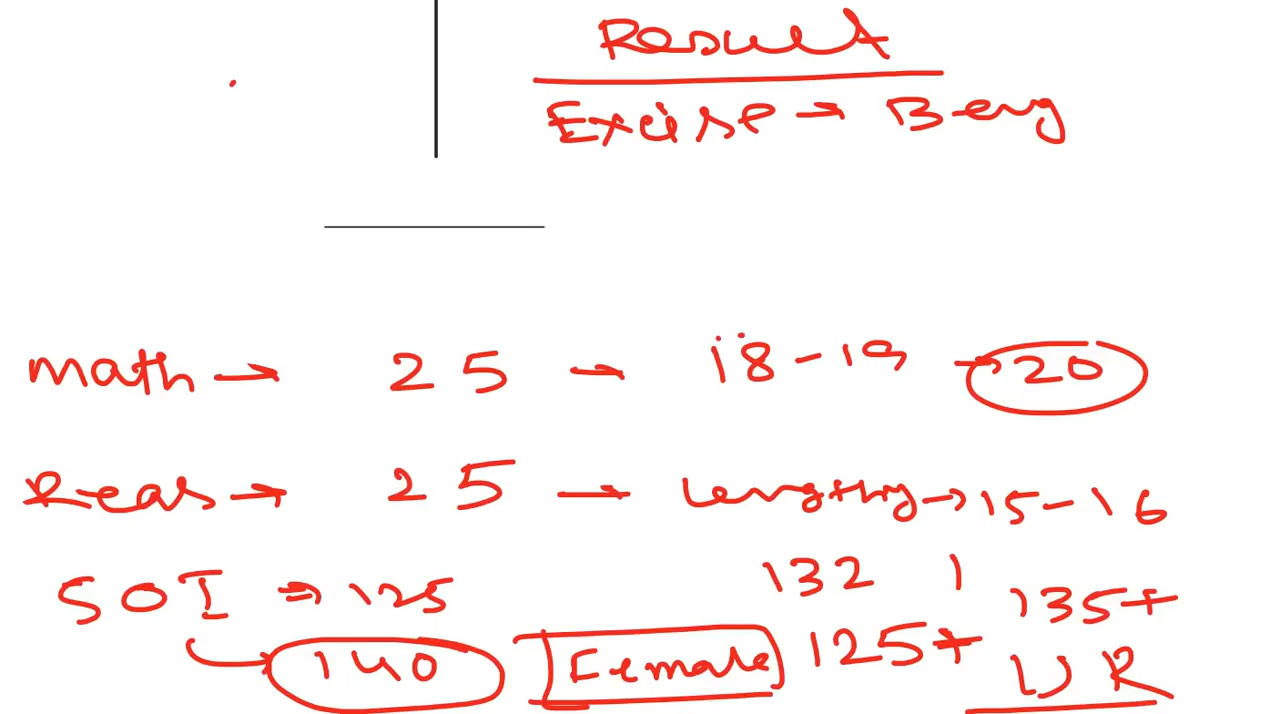 Result
Excise → Beng
math → 25 → 18-19 → 20
Reas → 25 → Lengthy → 15-16
SOI ⇒ 125 132 1 135+
140 Female 125+ UR